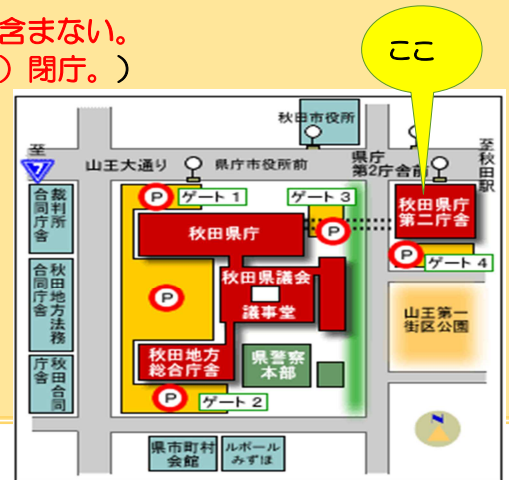 含まない。
）閉庁。）
ここ
秋田市役所
至
7
山王大通り
県庁市役所前
県庁
第2庁舎前
至秋田駅
裁判所
合同庁舎
P
ゲート1
ゲート3
P
秋田県庁
秋田県庁
第二庁舎
P
ゲート4
秋田地方法務
合同庁舎
P
秋田県議会
議事堂
山王第一
街区公園
秋田地方
総合庁舎
県警察
本部
秋田合同
庁舎
P
ゲート2
N
県市町村
会館
ルポール
みずほ